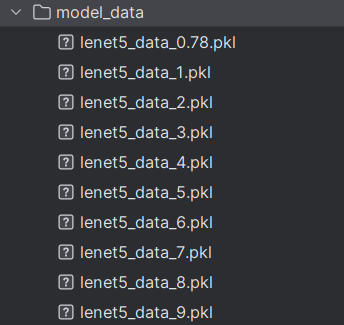 model_data
lenet5_data_0.78.pkl
lenet5_data_1.pkl
lenet5_data_2.pkl
lenet5_data_3.pkl
lenet5_data_4.pkl
lenet5_data_5.pkl
lenet5_data_6.pkl
lenet5_data_7.pkl
lenet5_data_8.pkl
lenet5_data_9.pkl